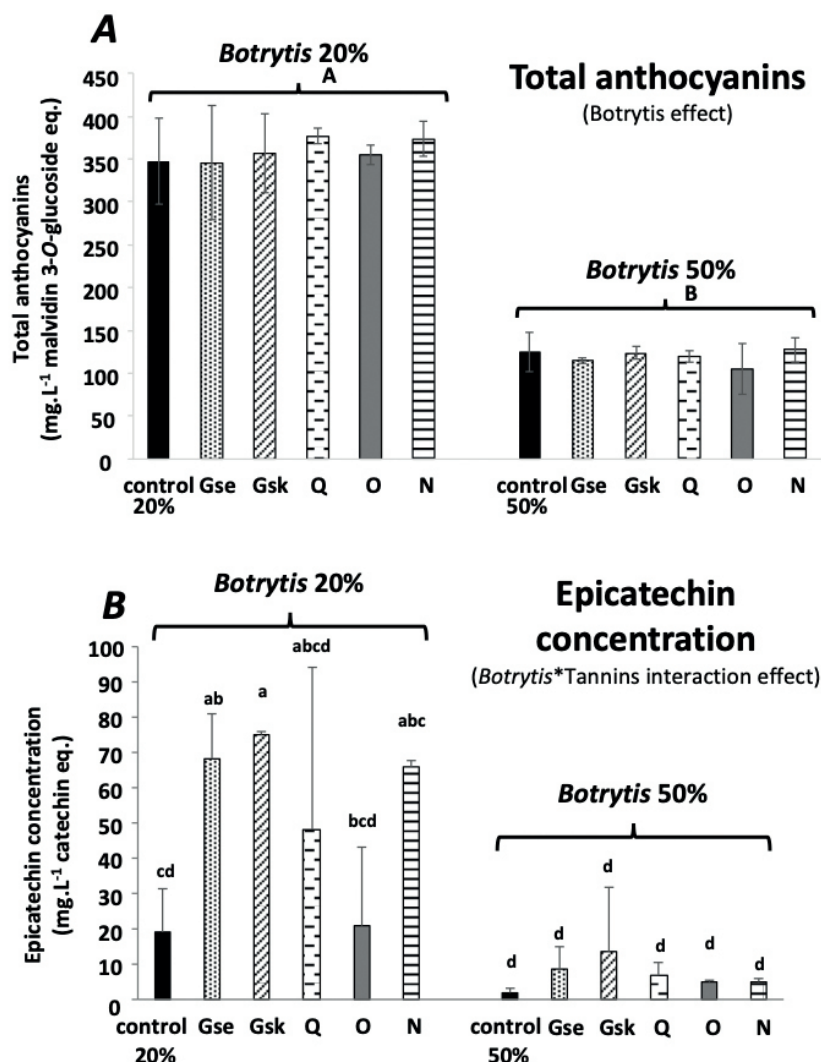 A
Botrytis 20%
A
Total anthocyanins
(Botrytis effect)
Total anthocyanins
(mg.L-1 malvidin 3-O-glucoside eq.)
450
400
350
300
250
200
150
100
50
0
Botrytis 50%
B
control Gse Gsk Q O N
20%
control Gse Gsk Q O N
50%
B
Botrytis 20%
Epicatechin
concentration
(Botrytis*Tannins interaction effect)
Epicatechin concentration
(mg.L-1 catechin eq.)
100
90
80
70
60
50
40
30
20
10
0
cd
ab
a
abcd
bcd
abc
Botrytis 50%
d
d
d
d
d
d
control Gse Gsk Q O N
20%
control Gse Gsk Q O N
50%